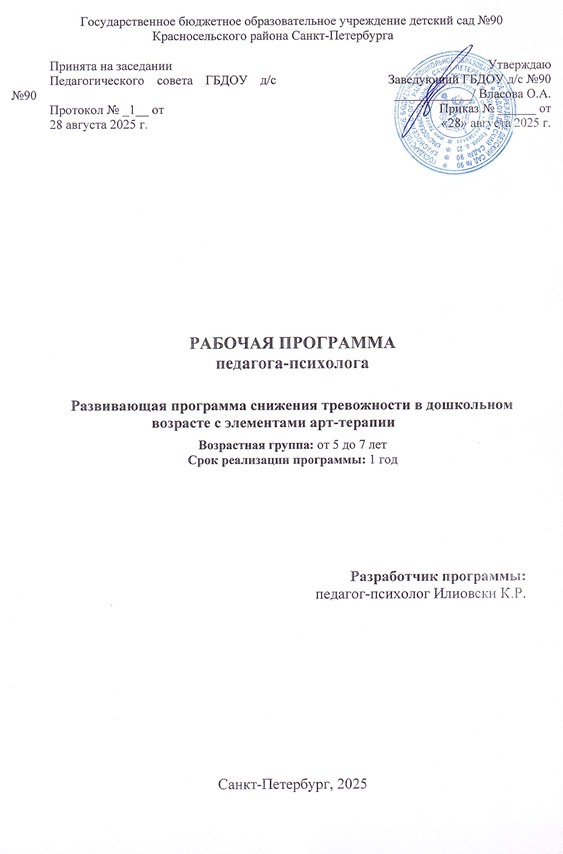 Государственное бюджетное образовательное учреждение детский сад №90
Красносельского района Санкт-Петербурга
Принята на заседании
Педагогического совета ГБДОУ д/с
№90
Протокол № _1__ от
28 августа 2025 г.
Утверждаю
Заведующий ГБДОУ д/с №90
Власова О.А.
Приказ № ______ от
«28» августа 2025 г.
РАБОЧАЯ ПРОГРАММА
педагога-психолога
Развивающая программа снижения тревожности в дошкольном
возрасте с элементами арт-терапии
Возрастная группа: от 5 до 7 лет
Срок реализации программы: 1 год
Разработчик программы:
педагог-психолог Илиовски К.Р.
Санкт-Петербург, 2025